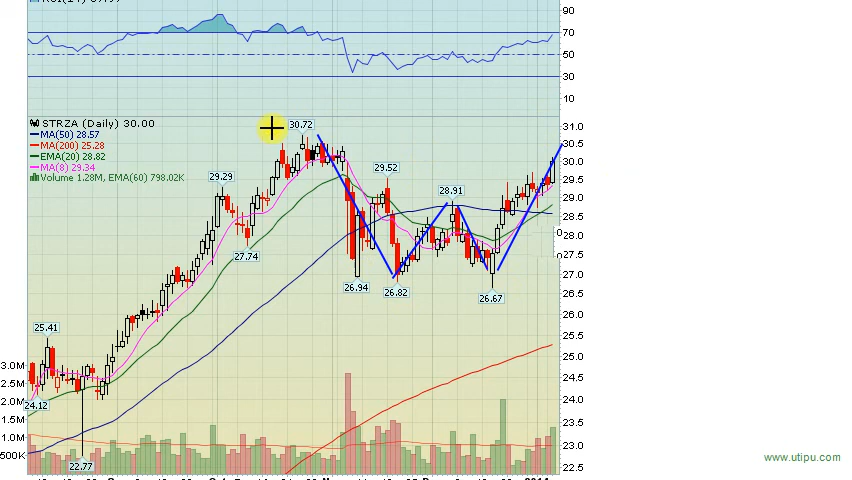 90
70
50
30
10
STRZA (Daily) 30.00
MA(50) 28.57
MA(200) 25.28
EMA(20) 28.82
MA(8) 29.34
Volume 1.28M, EMA(60) 798.02K
30.72
29.52
29.29
28.91
27.74
26.94
26.82
26.67
25.41
24.12
22.77
31.0
30.5
30.0
29.5
29.0
28.5
28.0
27.5
27.0
26.5
26.0
25.5
25.0
24.5
24.0
23.5
23.0
22.5
3.0M
2.5M
2.0M
1.5M
1.0M
500K
www.utipu.com